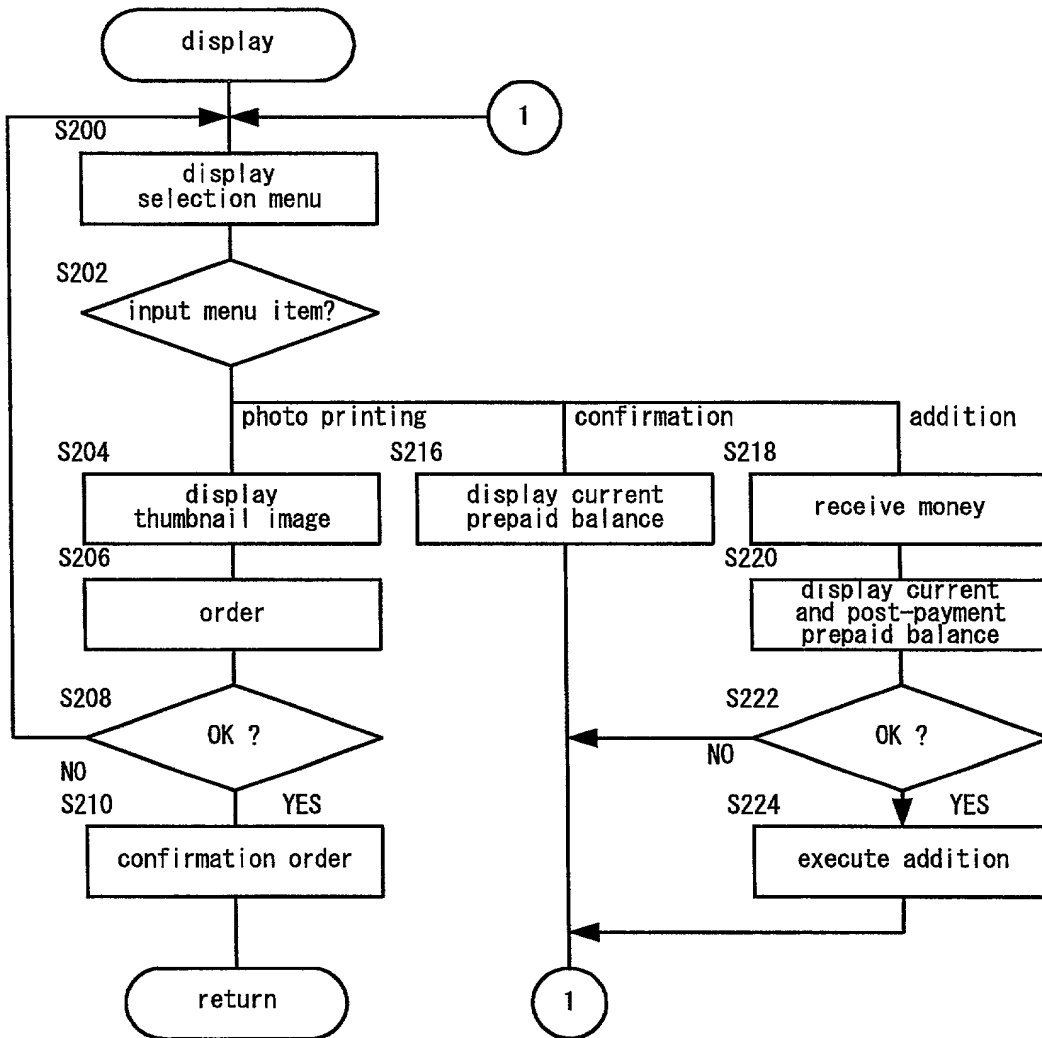 display
1
S200
display
selection menu
S202
input menu item?
photo printing
confirmation
addition
S204
S216
S218
display
thumbnail image
display current
prepaid balance
receive money
S206
S220
order
display current
and post-payment
prepaid balance
S208
S222
OK ?
OK ?
NO
NO
S210
YES
S224
YES
confirmation order
execute addition
return
1